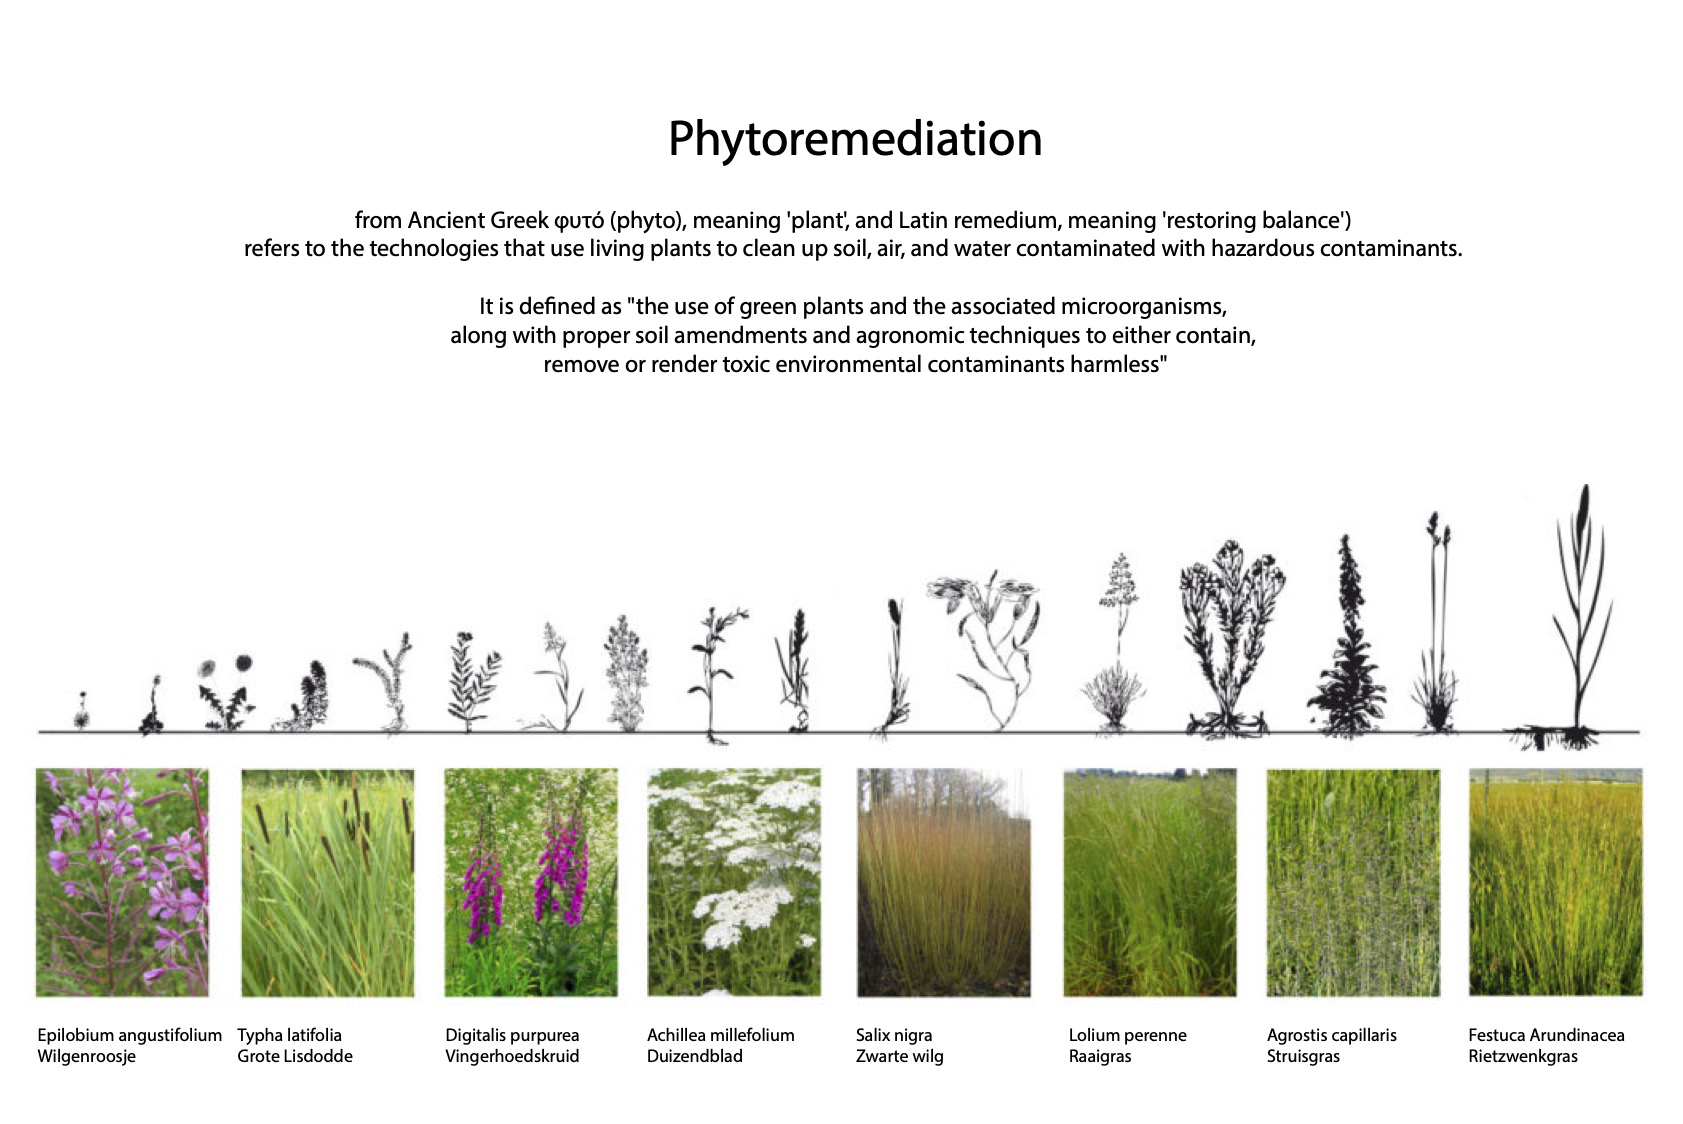 Phytoremediation
from Ancient Greek φυτό (phyto), meaning 'plant', and Latin remedium, meaning 'restoring balance')
refers to the technologies that use living plants to clean up soil, air, and water contaminated with hazardous contaminants.
It is defined as "the use of green plants and the associated microorganisms,
along with proper soil amendments and agronomic techniques to either contain,
remove or render toxic environmental contaminants harmless"
Epilobium angustifolium
Wilgenroosje
Typha latifolia
Grote Lisdodde
Digitalis purpurea
Vingerhoedskruid
Achillea millefolium
Duizendblad
Salix nigra
Zwarte wilg
Lolium perenne
Raaigras
Agrostis capillaris
Struisgras
Festuca Arundinacea
Rietzwenkgras